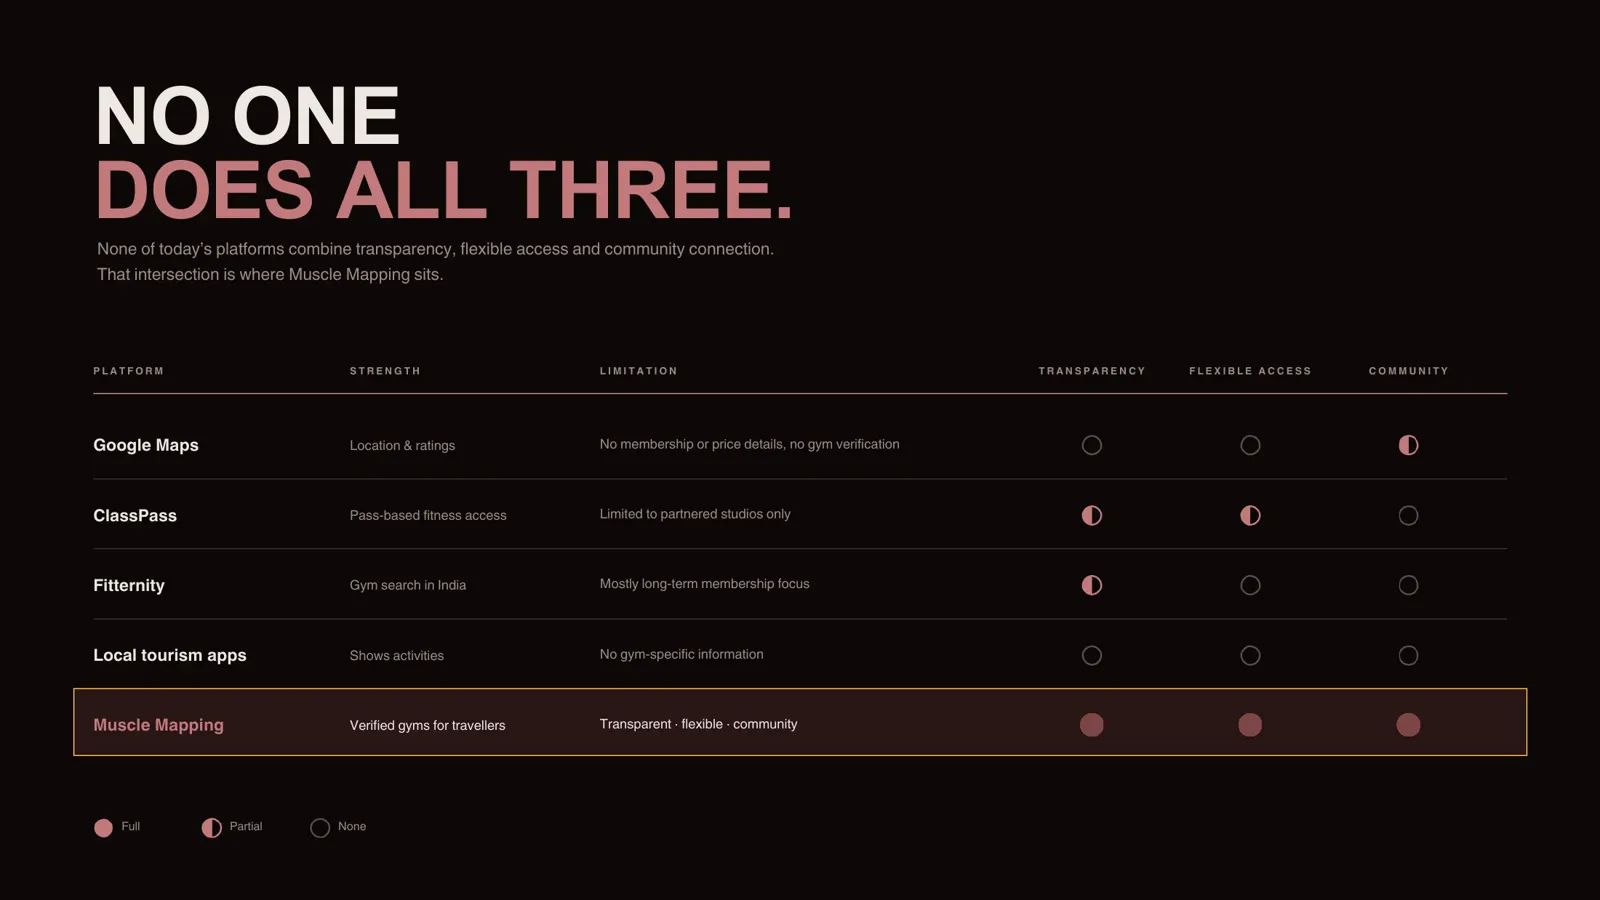 NO ONE
DOES ALL THREE.
None of today’s platforms combine transparency, flexible access and community connection.
That intersection is where Muscle Mapping sits.
PLATFORM STRENGTH LIMITATION TRANSPARENCY FLEXIBLE ACCESS COMMUNITY
Google Maps Location & ratings No membership or price details, no gym verification
ClassPass Pass-based fitness access Limited to partnered studios only
Fitternity Gym search in India Mostly long-term membership focus
Local tourism apps Shows activities No gym-specific information
Muscle Mapping Verified gyms for travellers Transparent · flexible · community
Full Partial None